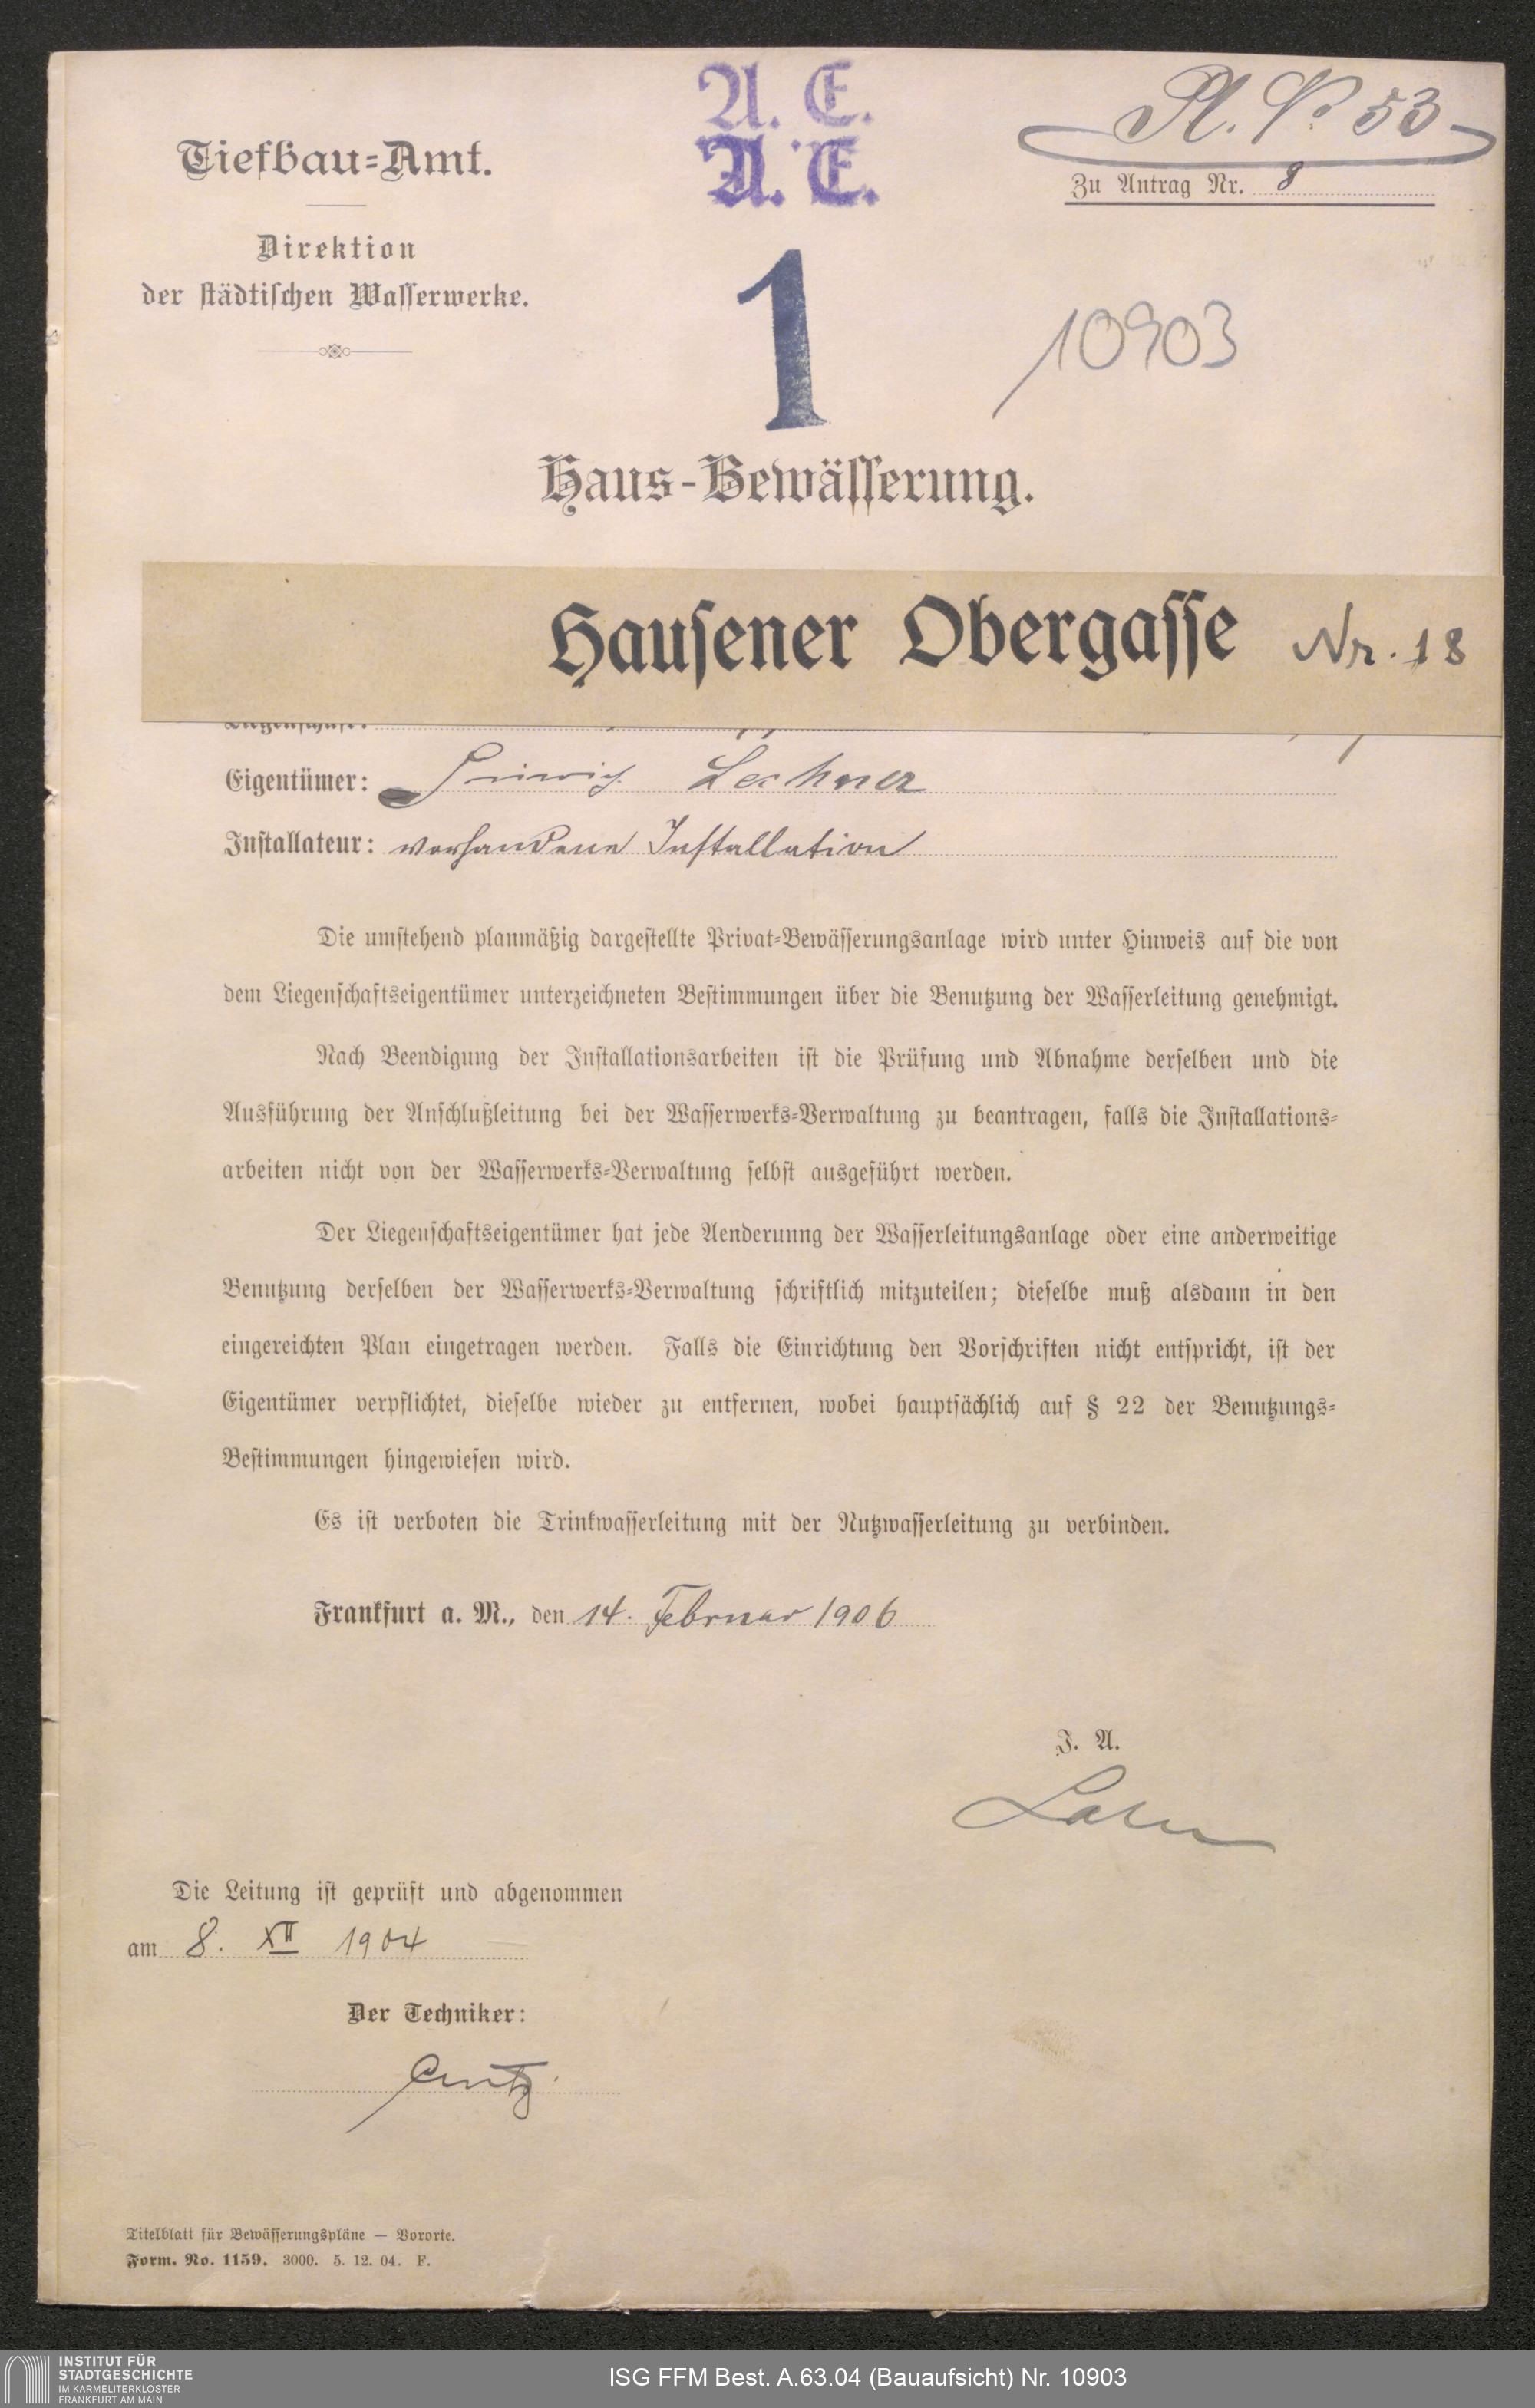 A. E.
A. E.
Pl. No 53
Tiefbau-Amt.
Zu Antrag Nr. 8
Direktion
der städtischen Wasserwerke.
1
10903
Haus-Bewässerung.
Hausener Obergasse Nr. 18
Liegenschaft:
Eigentümer: Heinrich Lechner
Installateur: vorhandene Installation
Die umstehend planmäßig dargestellte Privat-Bewässerungsanlage wird unter Hinweis auf die von
dem Liegenschaftseigentümer unterzeichneten Bestimmungen über die Benutzung der Wasserleitung genehmigt.
Nach Beendigung der Installationsarbeiten ist die Prüfung und Abnahme derselben und die
Ausführung der Anschlußleitung bei der Wasserwerks-Verwaltung zu beantragen, falls die Installations-
arbeiten nicht von der Wasserwerks-Verwaltung selbst ausgeführt werden.
Der Liegenschaftseigentümer hat jede Aenderunng der Wasserleitungsanlage oder eine anderweitige
Benutzung derselben der Wasserwerks-Verwaltung schriftlich mitzuteilen; dieselbe muß alsdann in den
eingereichten Plan eingetragen werden. Falls die Einrichtung den Vorschriften nicht entspricht, ist der
Eigentümer verpflichtet, dieselbe wieder zu entfernen, wobei hauptsächlich auf § 22 der Benutzungs-
Bestimmungen hingewiesen wird.
Es ist verboten die Trinkwasserleitung mit der Nutzwasserleitung zu verbinden.
Frankfurt a. M., den 14. Februar 1906
J. A.
Die Leitung ist geprüft und abgenommen
am 8. XII 1904
Der Techniker:
Titelblatt für Bewässerungspläne — Vororte.
Form. No. 1159. 3000. 5. 12. 04. F.
INSTITUT FÜR
STADTGESCHICHTE
IM KARMELITERKLOSTER
FRANKFURT AM MAIN
ISG FFM Best. A.63.04 (Bauaufsicht) Nr. 10903